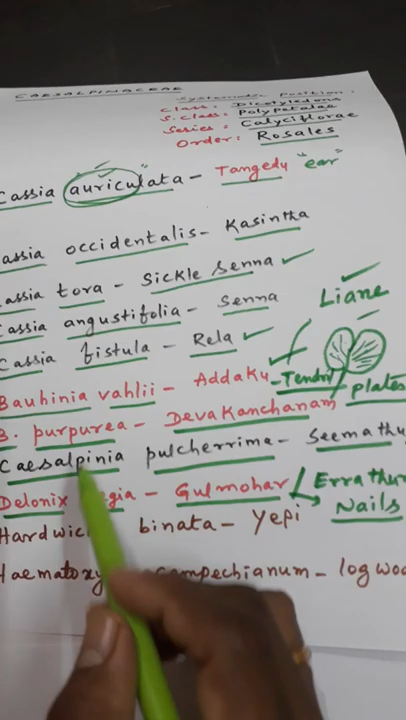 CAESALPINACEAE
Systematic Position:
Class: Dicotyledons
S.Class: Polypetalae
Series: Calyciflorae
Order: Rosales
Cassia auriculata - Tangedu "ear"
assia occidentalis - Kasintha
assia tora - Sickle Senna
Cassia angustifolia - Senna
Cassia fistula - Rela
Liane
Bauhinia vahlii - Addaku - Tendril plates
B. purpurea - Devakanchanam
Caesalpinia pulcherrima - Seemathu
Delonix gia - Gulmohar Errathu
Nails
Hardwic binata - Yepi
Haematoxy campechianum - logwoo